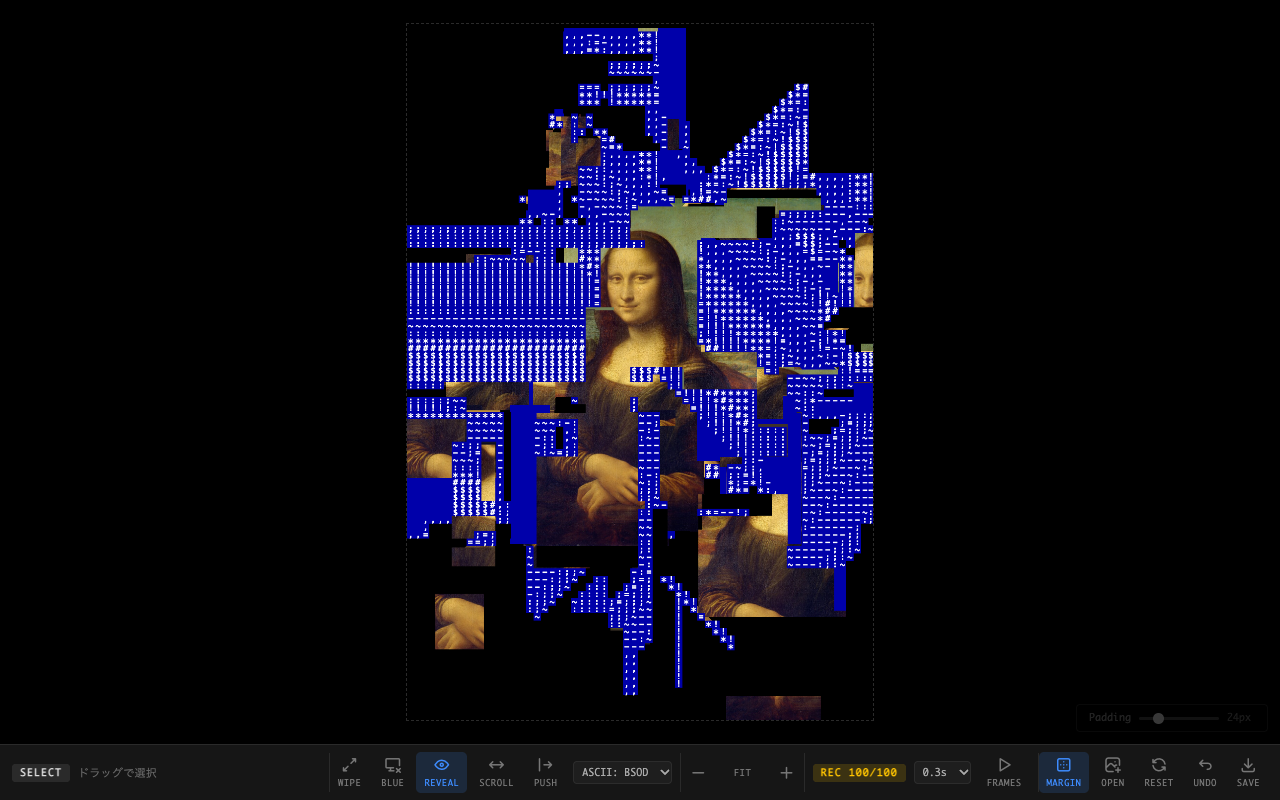 Padding 24px
SELECT ドラッグで選択
WIPE BLUE REVEAL SCROLL PUSH ASCII: BSOD FIT REC 100/100 0.3s FRAMES MARGIN OPEN RESET UNDO SAVE